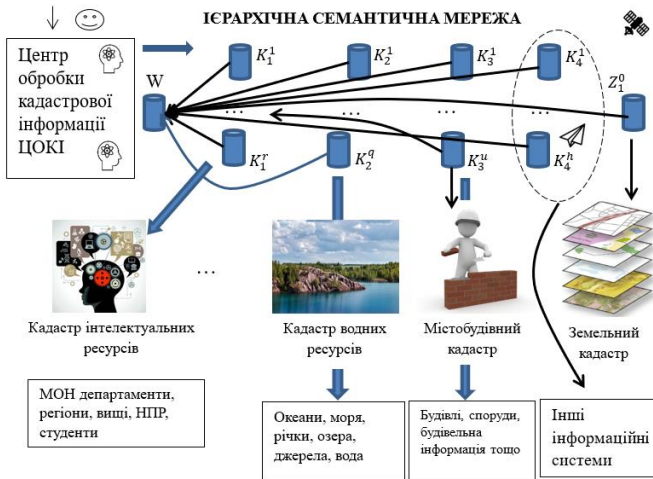 ІЄРАРХІЧНА СЕМАНТИЧНА МЕРЕЖА
Центр
обробки
кадастрової
інформації
ЦОКІ
W
K₁¹
K₂¹
K₃¹
K₄¹
Z₁⁰
... ... ... ...
K₁ʳ
K₂^q
K₃ᵘ
K₄ʰ
...
Кадастр інтелектуальних
ресурсів
Кадастр водних
ресурсів
Містобудівний
кадастр
Земельний
кадастр
МОН департаменти,
регіони, вищі, НПР,
студенти
Океани, моря,
річки, озера,
джерела, вода
Будівлі, споруди,
будівельна
інформація тощо
Інші
інформаційні
системи